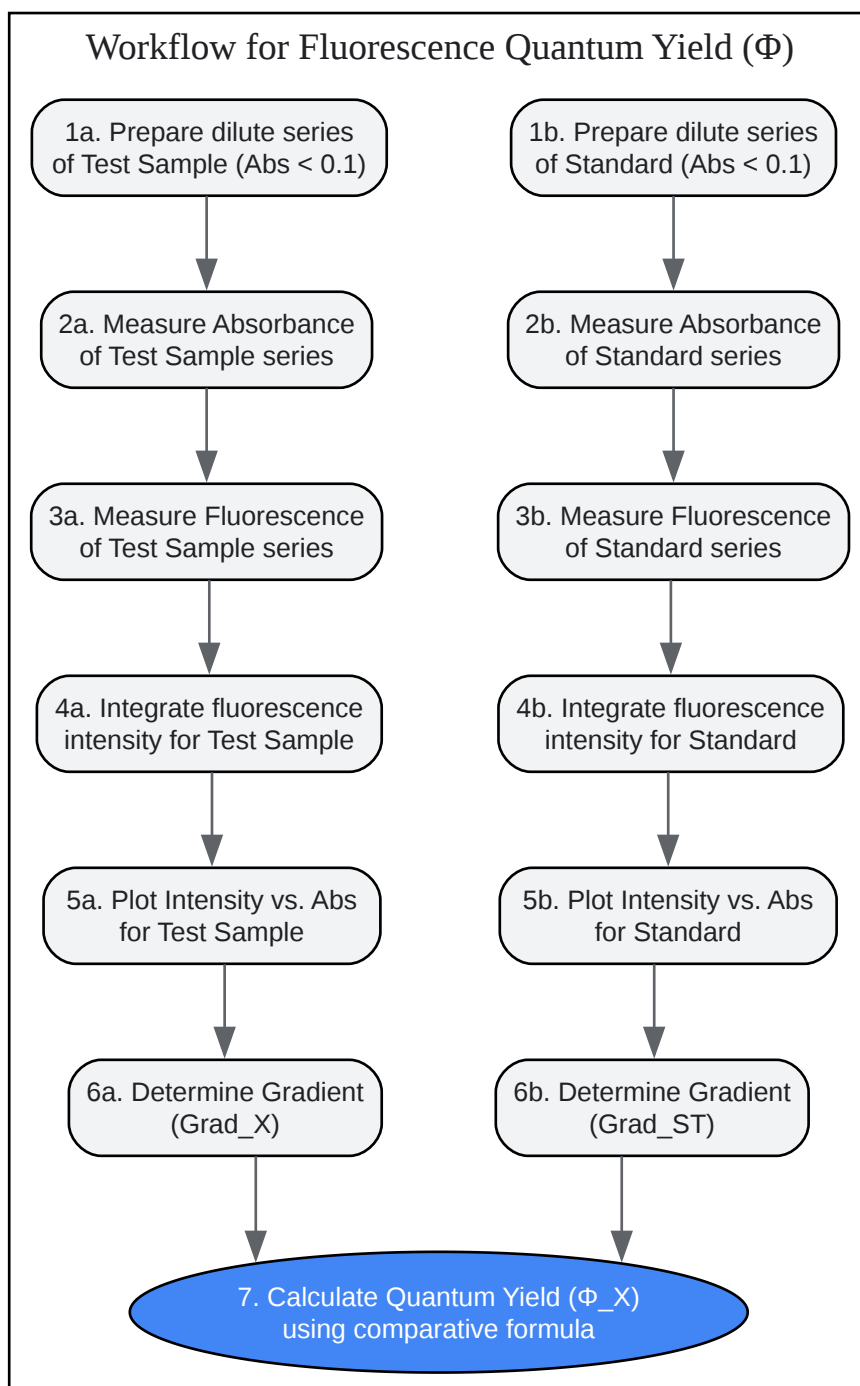 Workflow for Fluorescence Quantum Yield (Φ)
1a. Prepare dilute series
of Test Sample (Abs < 0.1)
1b. Prepare dilute series
of Standard (Abs < 0.1)
2a. Measure Absorbance
of Test Sample series
2b. Measure Absorbance
of Standard series
3a. Measure Fluorescence
of Test Sample series
3b. Measure Fluorescence
of Standard series
4a. Integrate fluorescence
intensity for Test Sample
4b. Integrate fluorescence
intensity for Standard
5a. Plot Intensity vs. Abs
for Test Sample
5b. Plot Intensity vs. Abs
for Standard
6a. Determine Gradient
(Grad_X)
6b. Determine Gradient
(Grad_ST)
7. Calculate Quantum Yield (Φ_X)
using comparative formula